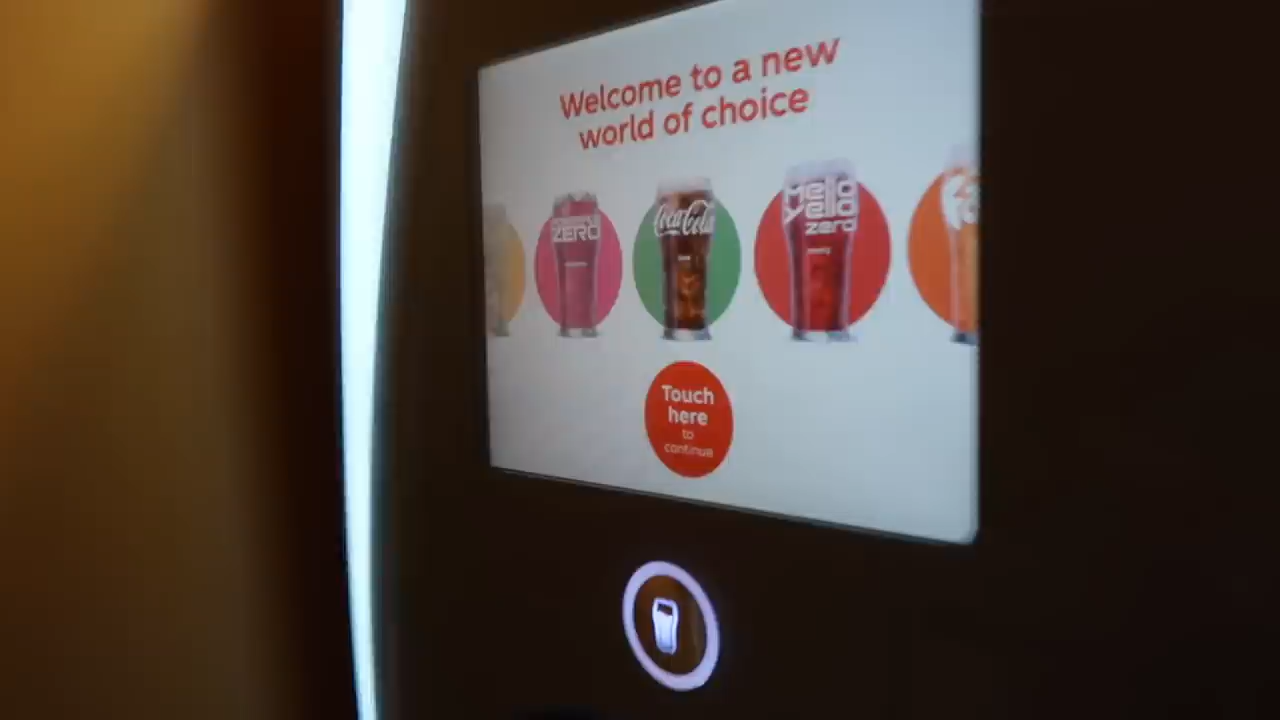 Welcome to a new
world of choice
ZERO
Coca-Cola
Mello
Yello
zero
Touch
here
to
continue